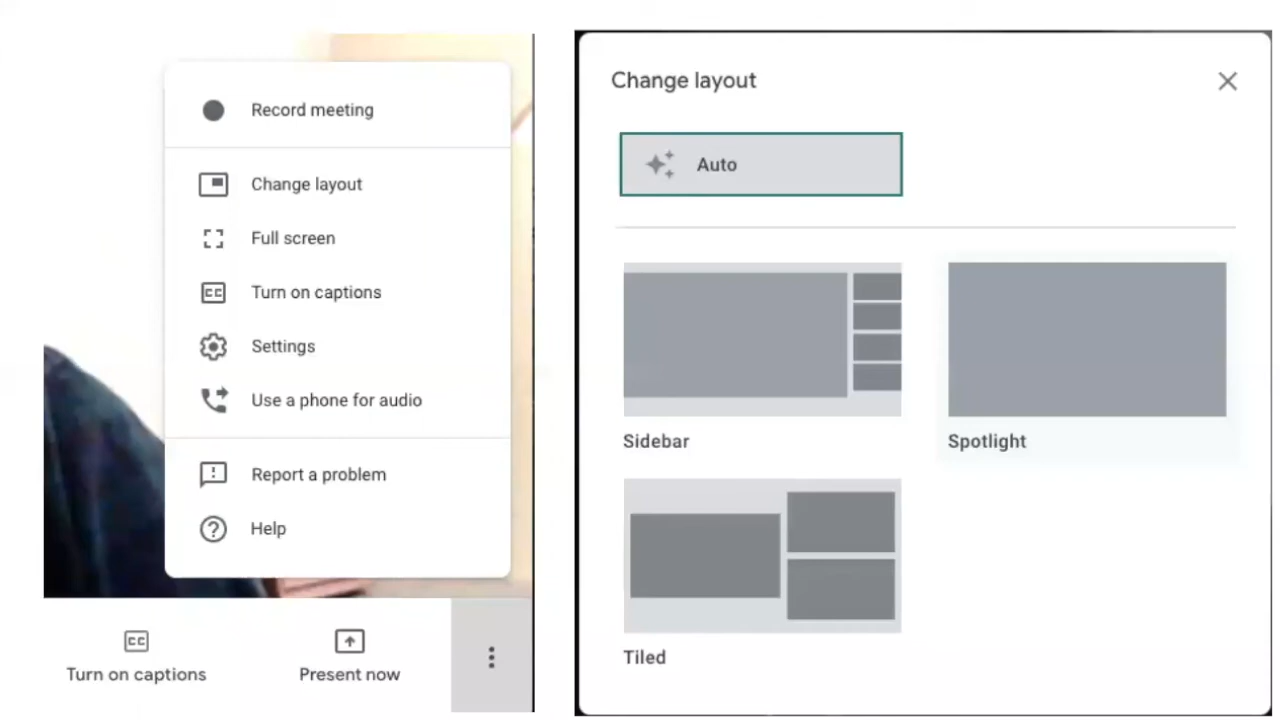 Record meeting
Change layout
Full screen
Turn on captions
Settings
Use a phone for audio
Report a problem
Help
Turn on captions
Present now
Change layout
Auto
Sidebar
Spotlight
Tiled